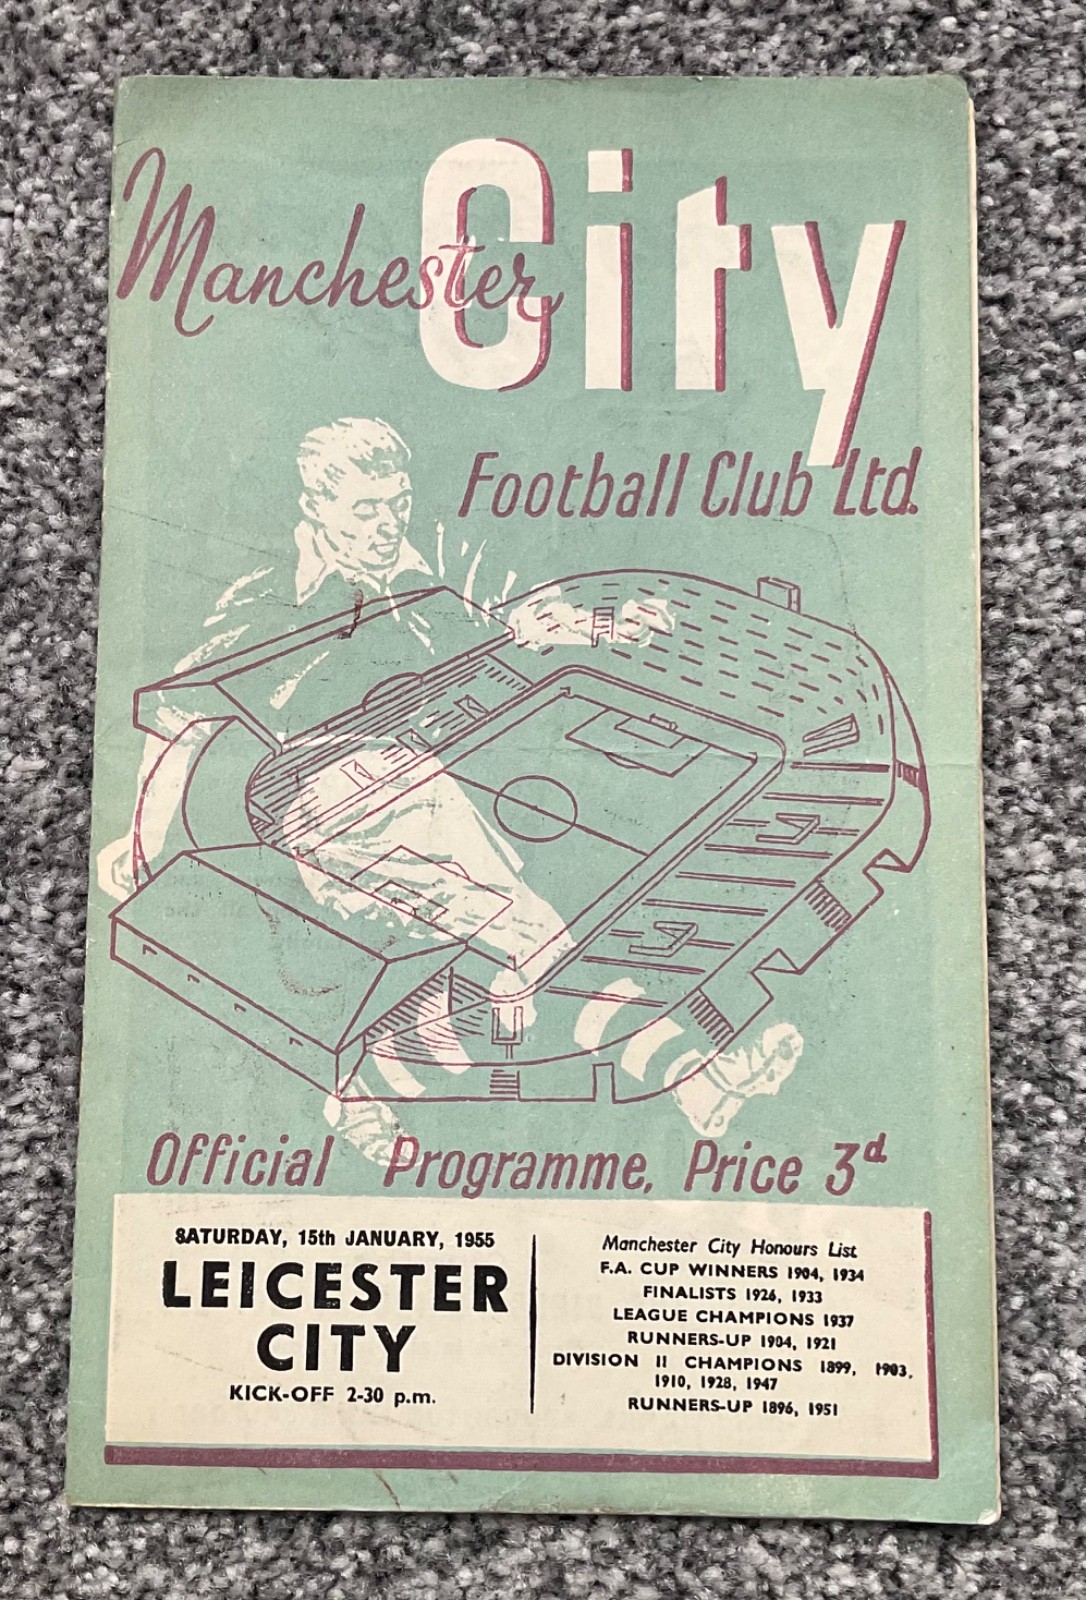 Manchester City
Football Club Ltd.
Official Programme, Price 3d
SATURDAY, 15th JANUARY, 1955
LEICESTER
CITY
KICK-OFF 2-30 p.m.
Manchester City Honours List
F.A. CUP WINNERS 1904, 1934
FINALISTS 1926, 1933
LEAGUE CHAMPIONS 1937
RUNNERS-UP 1904, 1921
DIVISION II CHAMPIONS 1899, 1903,
1910, 1928, 1947
RUNNERS-UP 1896, 1951